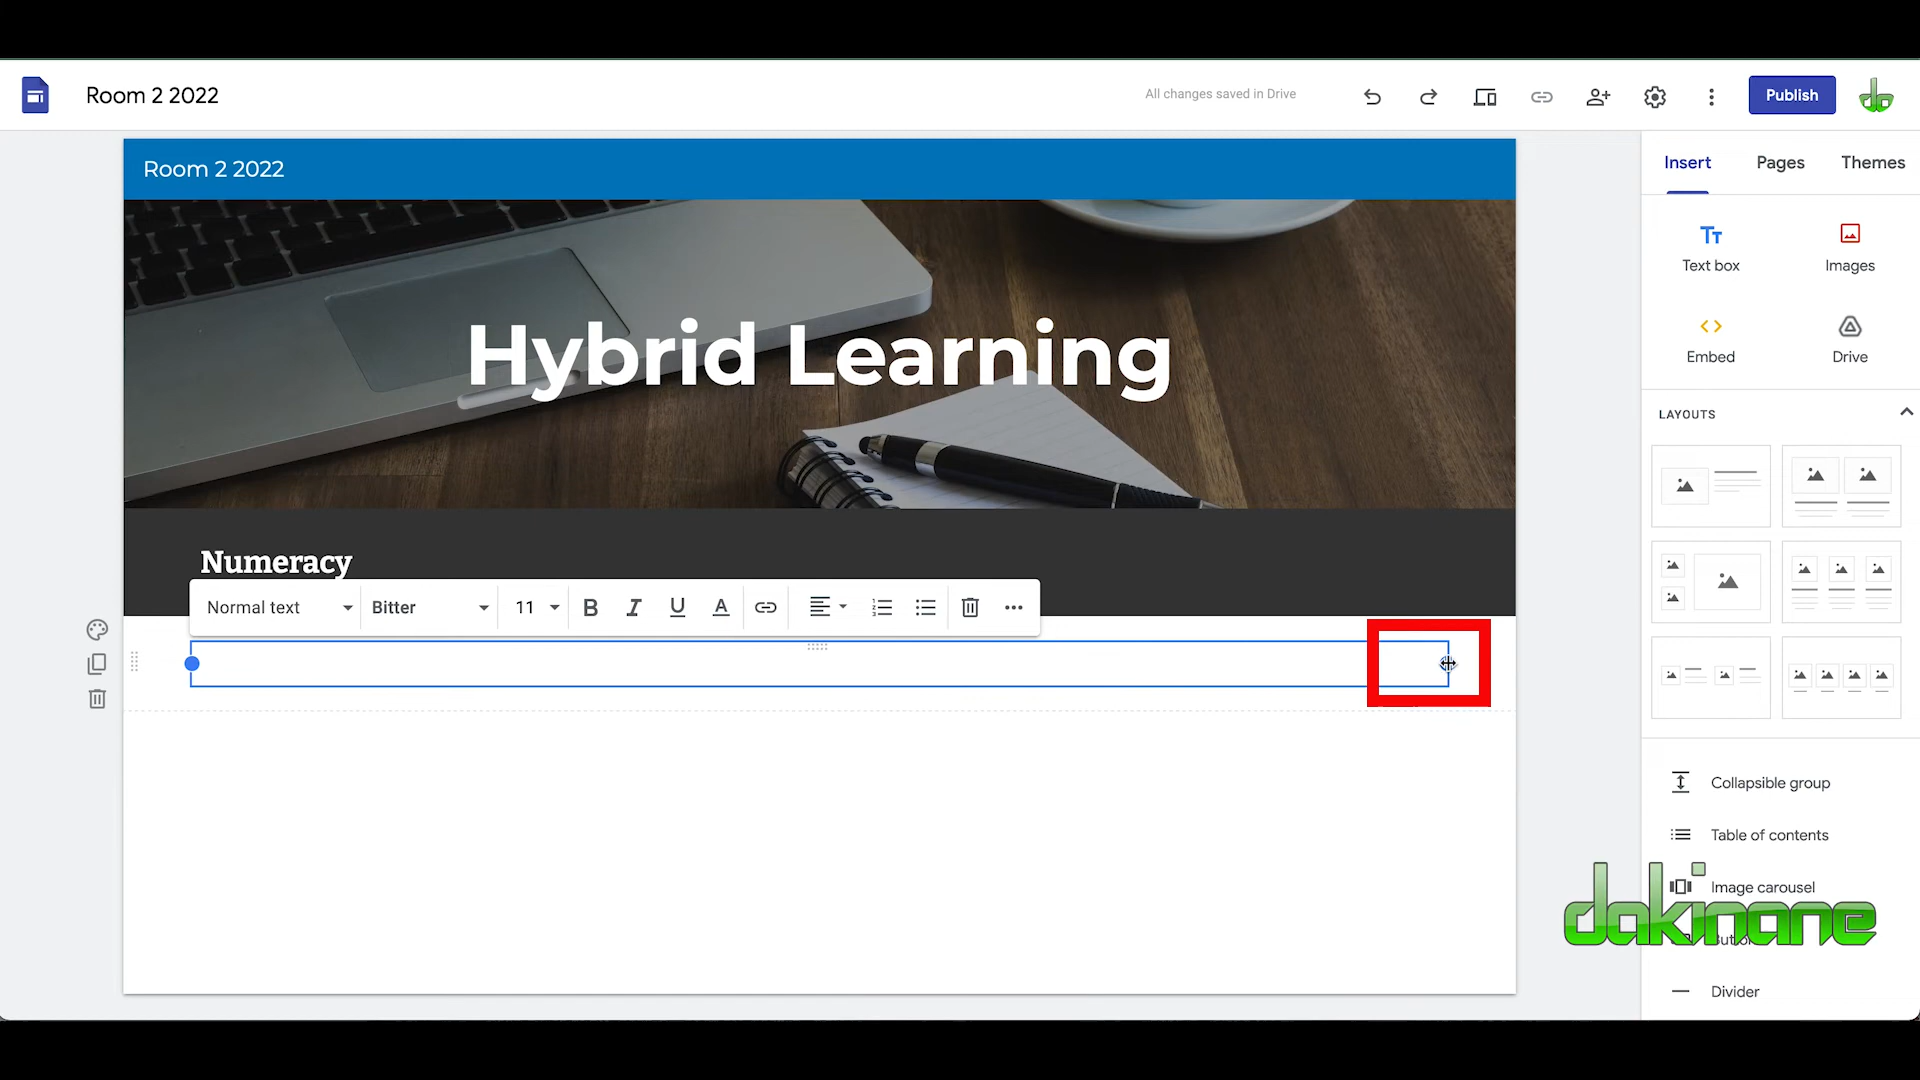 Room 2 2022
All changes saved in Drive
Publish
Room 2 2022
Hybrid Learning
Numeracy
Normal text
Bitter
11
B
I
U
A
Insert
Pages
Themes
Text box
Images
Embed
Drive
LAYOUTS
Collapsible group
Table of contents
Image carousel
dakinane
Divider